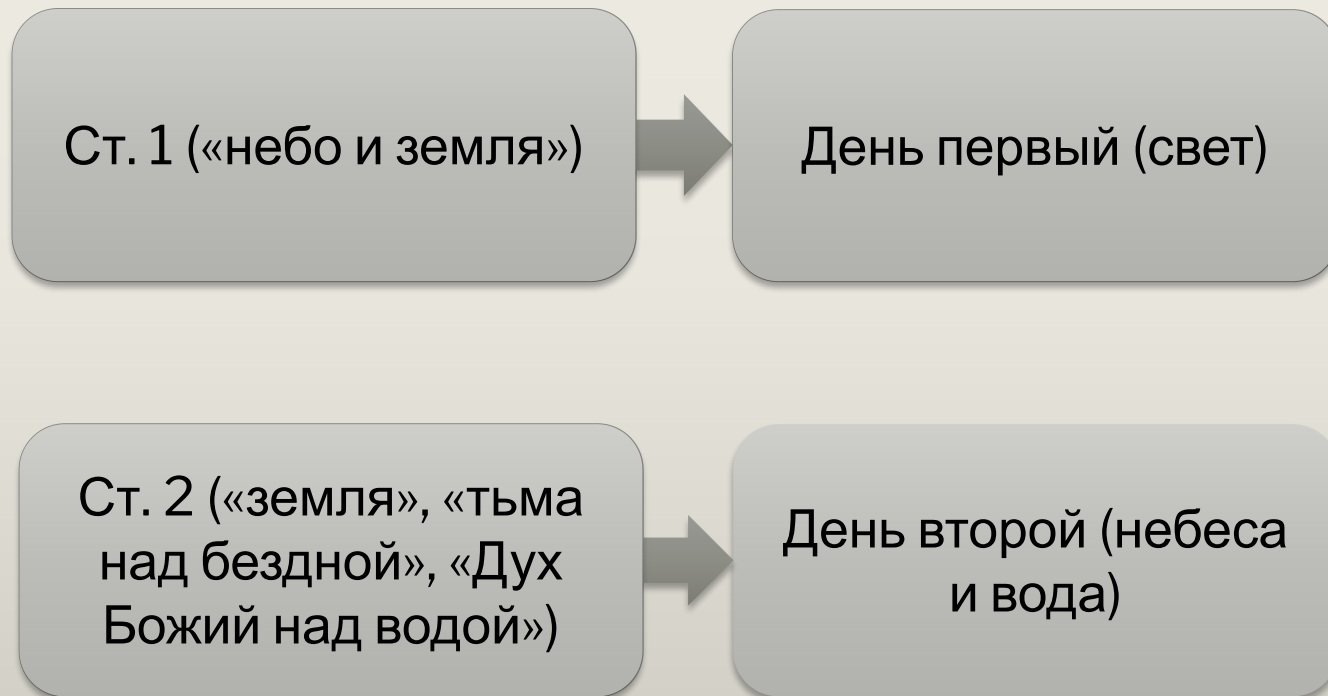 Ст. 1 («небо и земля»)
День первый (свет)
Ст. 2 («земля», «тьма
над бездной», «Дух
Божий над водой»)
День второй (небеса
и вода)